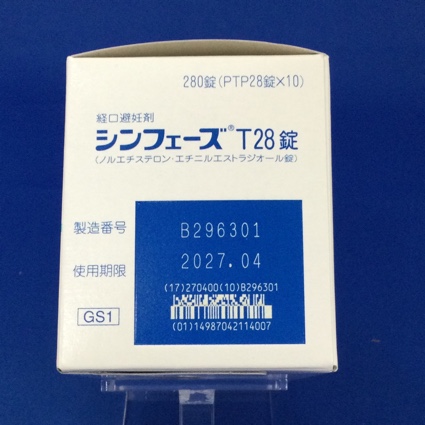 280錠(PTP28錠×10)
経口避妊剤
シンフェーズ®T28錠
(ノルエチステロン・エチニルエストラジオール錠)
製造番号 B296301
使用期限 2027.04
(17)270400(10)B296301
GS1
(01)14987042114007